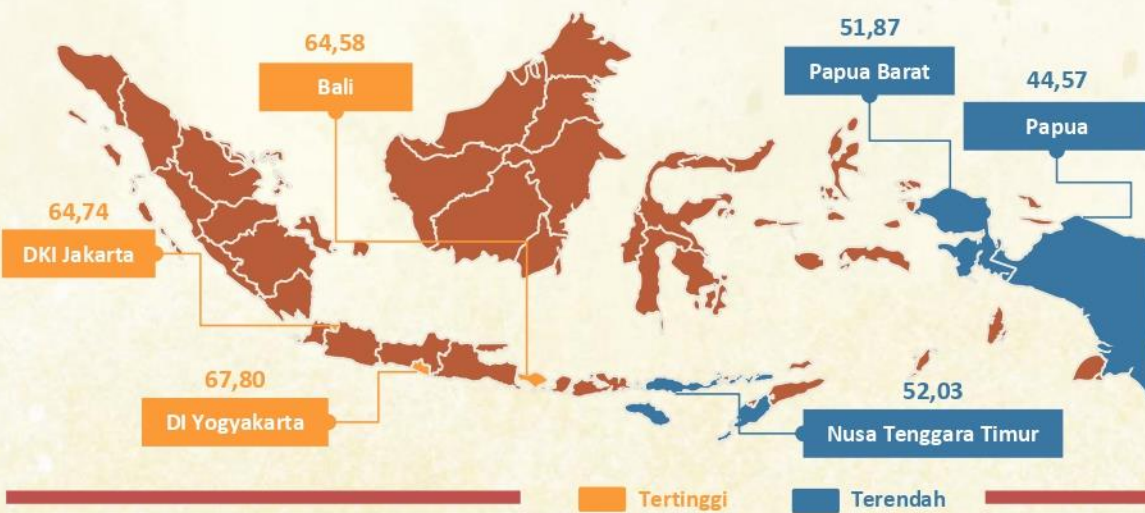 64,58
Bali
51,87
Papua Barat
44,57
Papua
64,74
DKI Jakarta
67,80
DI Yogyakarta
52,03
Nusa Tenggara Timur
Tertinggi
Terendah